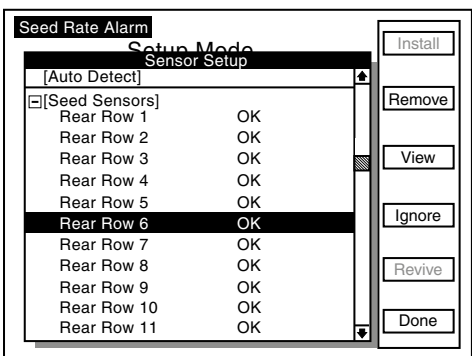 Seed Rate Alarm
Setup Mode
Sensor Setup
[Auto Detect]
[Seed Sensors]
Rear Row 1 OK
Rear Row 2 OK
Rear Row 3 OK
Rear Row 4 OK
Rear Row 5 OK
Rear Row 6 OK
Rear Row 7 OK
Rear Row 8 OK
Rear Row 9 OK
Rear Row 10 OK
Rear Row 11 OK
Install
Remove
View
Ignore
Revive
Done